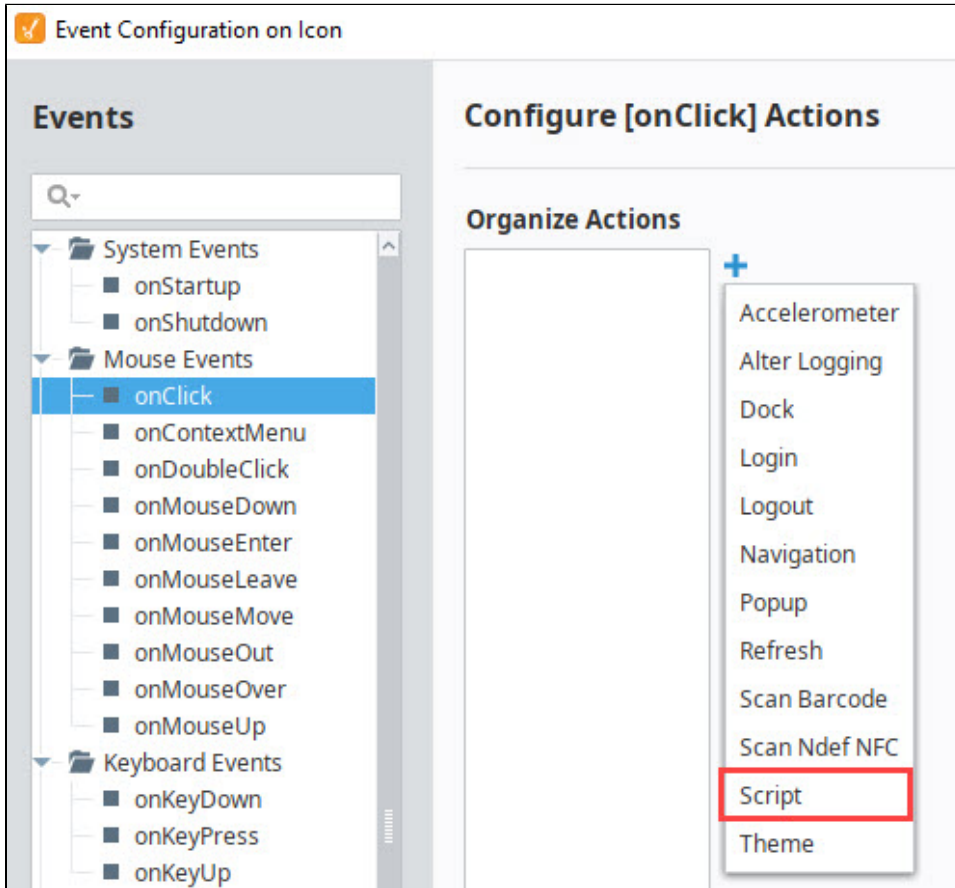 Event Configuration on Icon
Events
System Events
onStartup
onShutdown
Mouse Events
onClick
onContextMenu
onDoubleClick
onMouseDown
onMouseEnter
onMouseLeave
onMouseMove
onMouseOut
onMouseOver
onMouseUp
Keyboard Events
onKeyDown
onKeyPress
onKeyUp
Configure [onClick] Actions
Organize Actions
Accelerometer
Alter Logging
Dock
Login
Logout
Navigation
Popup
Refresh
Scan Barcode
Scan Ndef NFC
Script
Theme